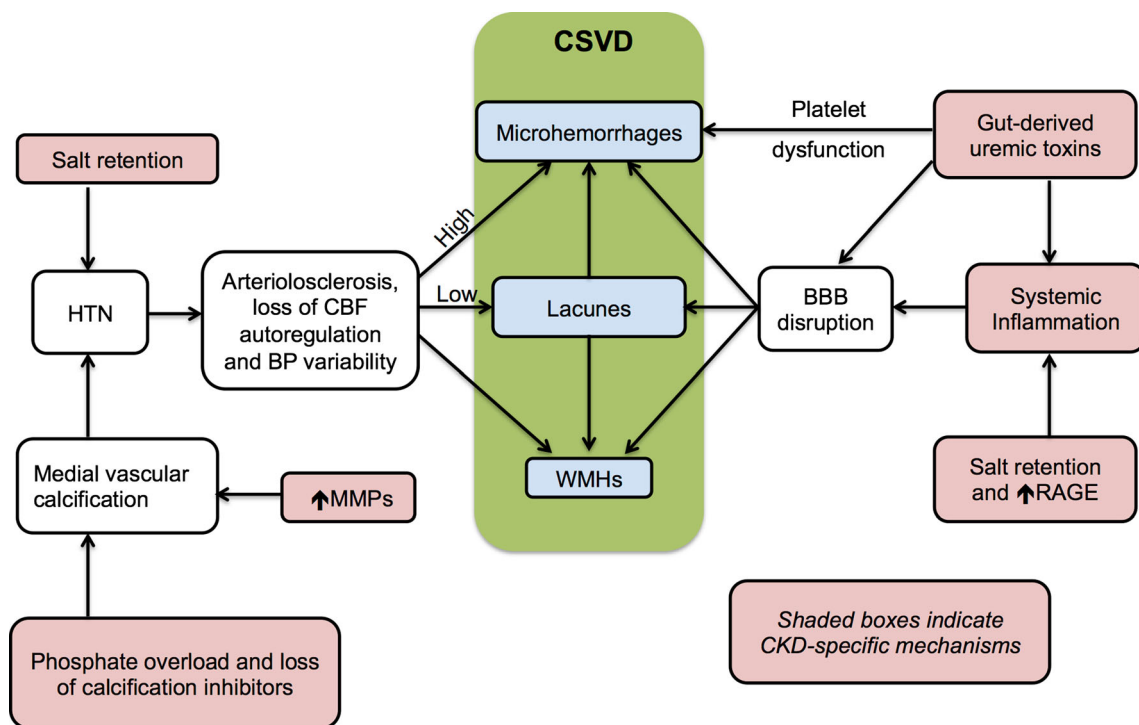 CSVD
Microhemorrhages
Platelet
dysfunction
Gut-derived
uremic toxins
Salt retention
High
HTN
Arteriolosclerosis,
loss of CBF
autoregulation
and BP variability
Low
Lacunes
BBB
disruption
Systemic
Inflammation
Medial vascular
calcification
↑MMPs
WMHs
Salt retention
and ↑RAGE
Phosphate overload and loss
of calcification inhibitors
Shaded boxes indicate
CKD-specific mechanisms